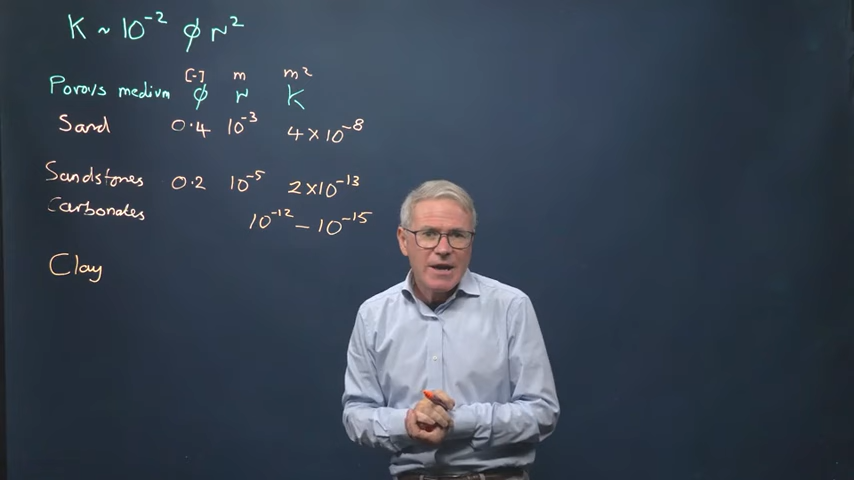 K ~ 10⁻² ϕ r²
[-] m m²
Porous medium ϕ r K
Sand 0.4 10⁻³ 4×10⁻⁸
Sandstones 0.2 10⁻⁵ 2×10⁻¹³
Carbonates 10⁻¹² – 10⁻¹⁵
Clay